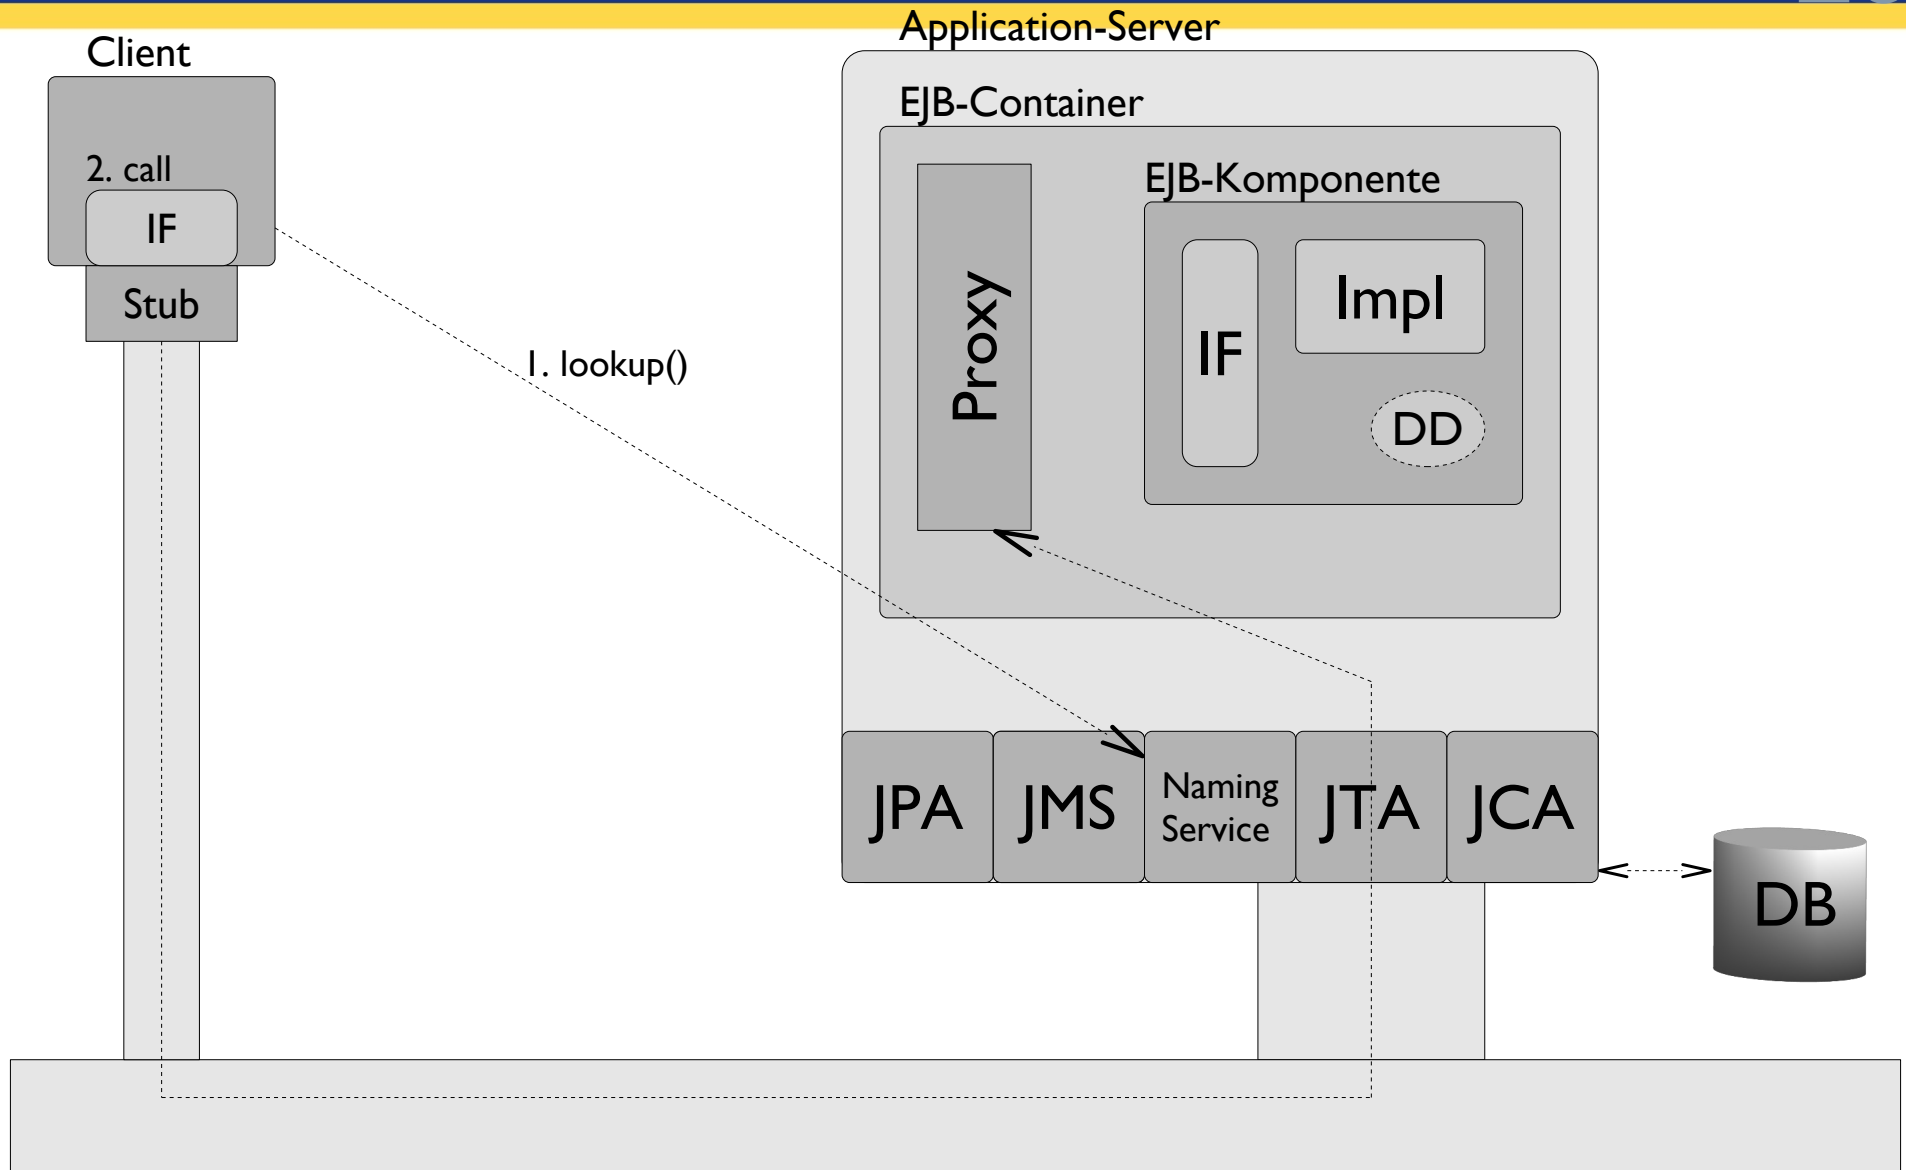 Application-Server
Client
EJB-Container
2. call
EJB-Komponente
IF
Stub
Proxy
IF
Impl
DD
1. lookup()
JPA
JMS
Naming
Service
JTA
JCA
DB